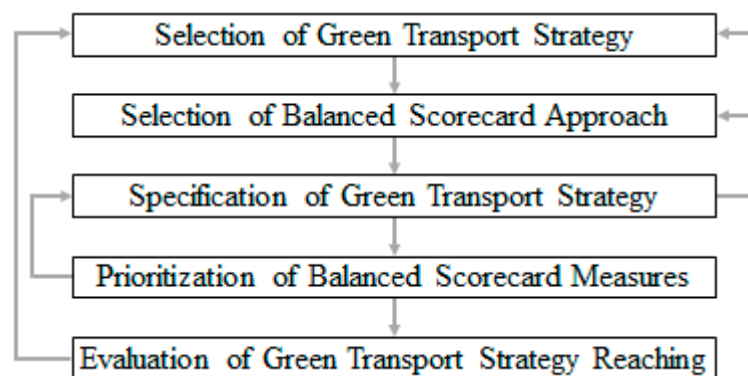 Selection of Green Transport Strategy
Selection of Balanced Scorecard Approach
Specification of Green Transport Strategy
Prioritization of Balanced Scorecard Measures
Evaluation of Green Transport Strategy Reaching